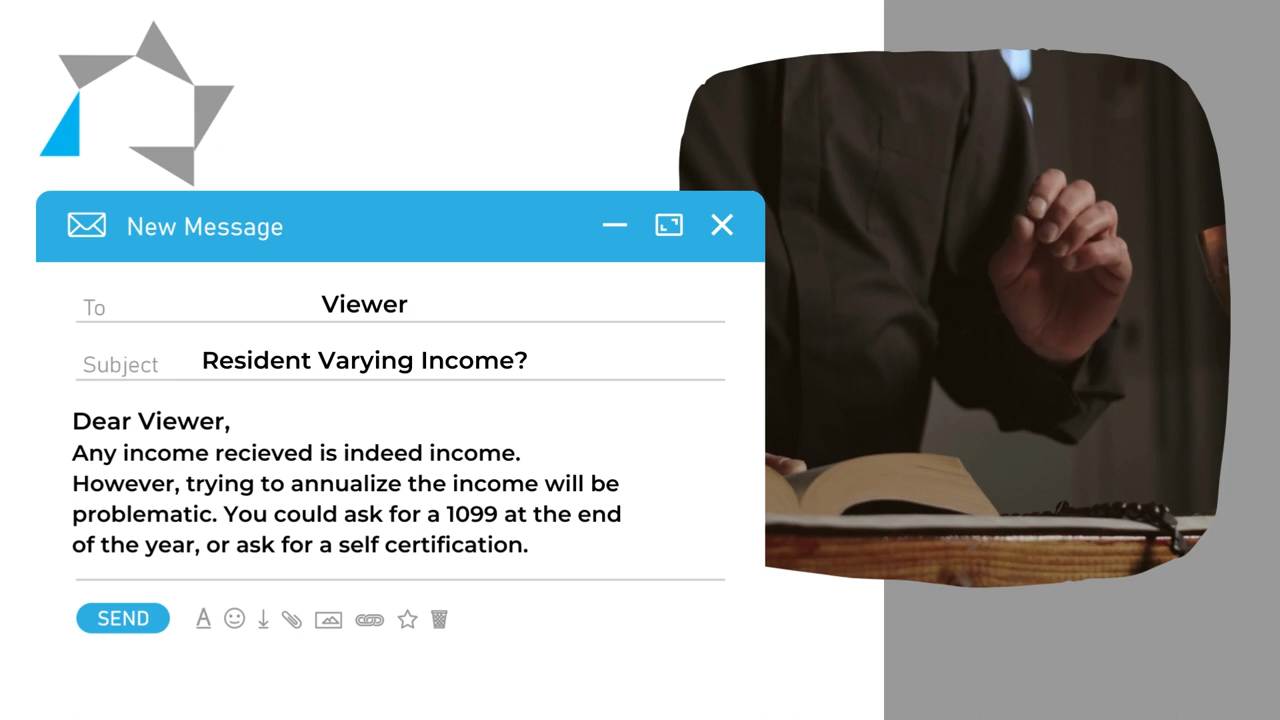 New Message
To Viewer
Subject Resident Varying Income?
Dear Viewer,
Any income recieved is indeed income.
However, trying to annualize the income will be
problematic. You could ask for a 1099 at the end
of the year, or ask for a self certification.
SEND
A